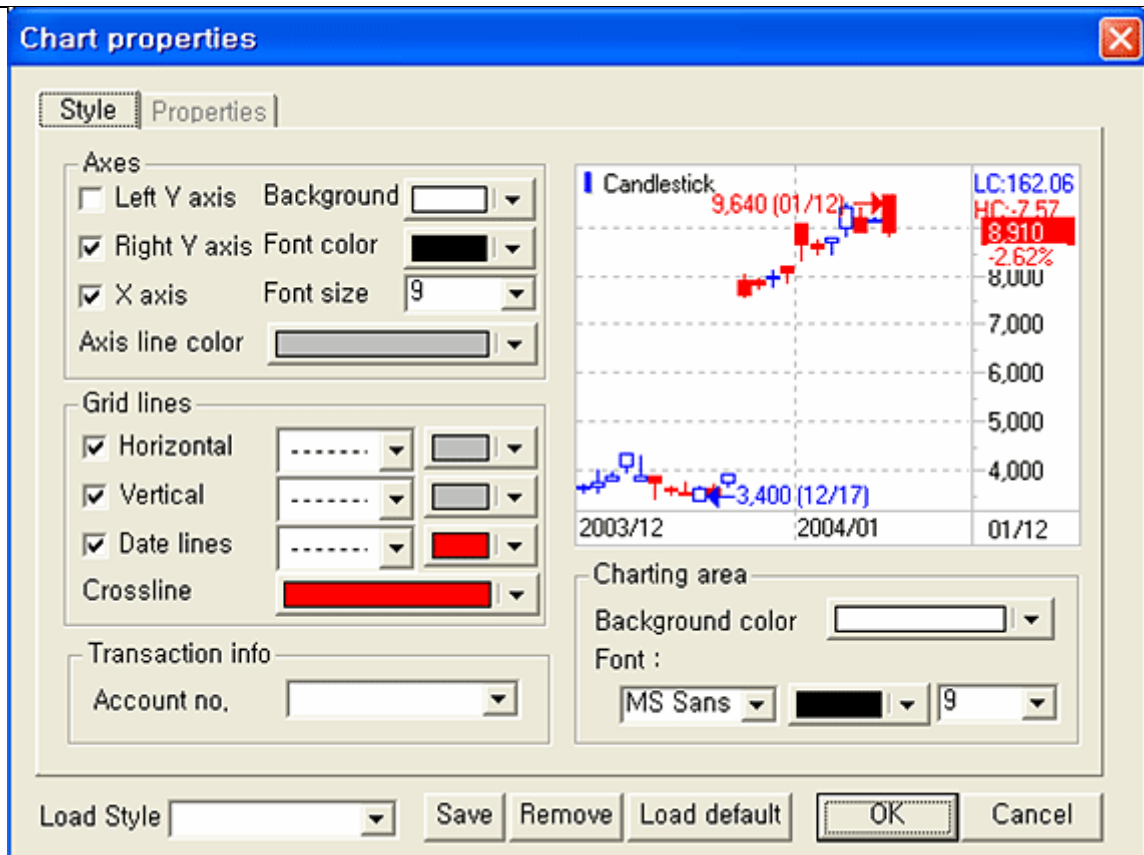 Chart properties
Style
Properties
Axes
Left Y axis
Background
Right Y axis
Font color
X axis
Font size
9
Axis line color
Grid lines
Horizontal
Vertical
Date lines
Crossline
Transaction info
Account no.
Candlestick
9,640 (01/12)
LC:162.06
HC:-7.57
8,910
-2.62%
8,000
7,000
6,000
5,000
4,000
3,400 (12/17)
2003/12
2004/01
01/12
Charting area
Background color
Font :
MS Sans
9
Load Style
Save
Remove
Load default
OK
Cancel